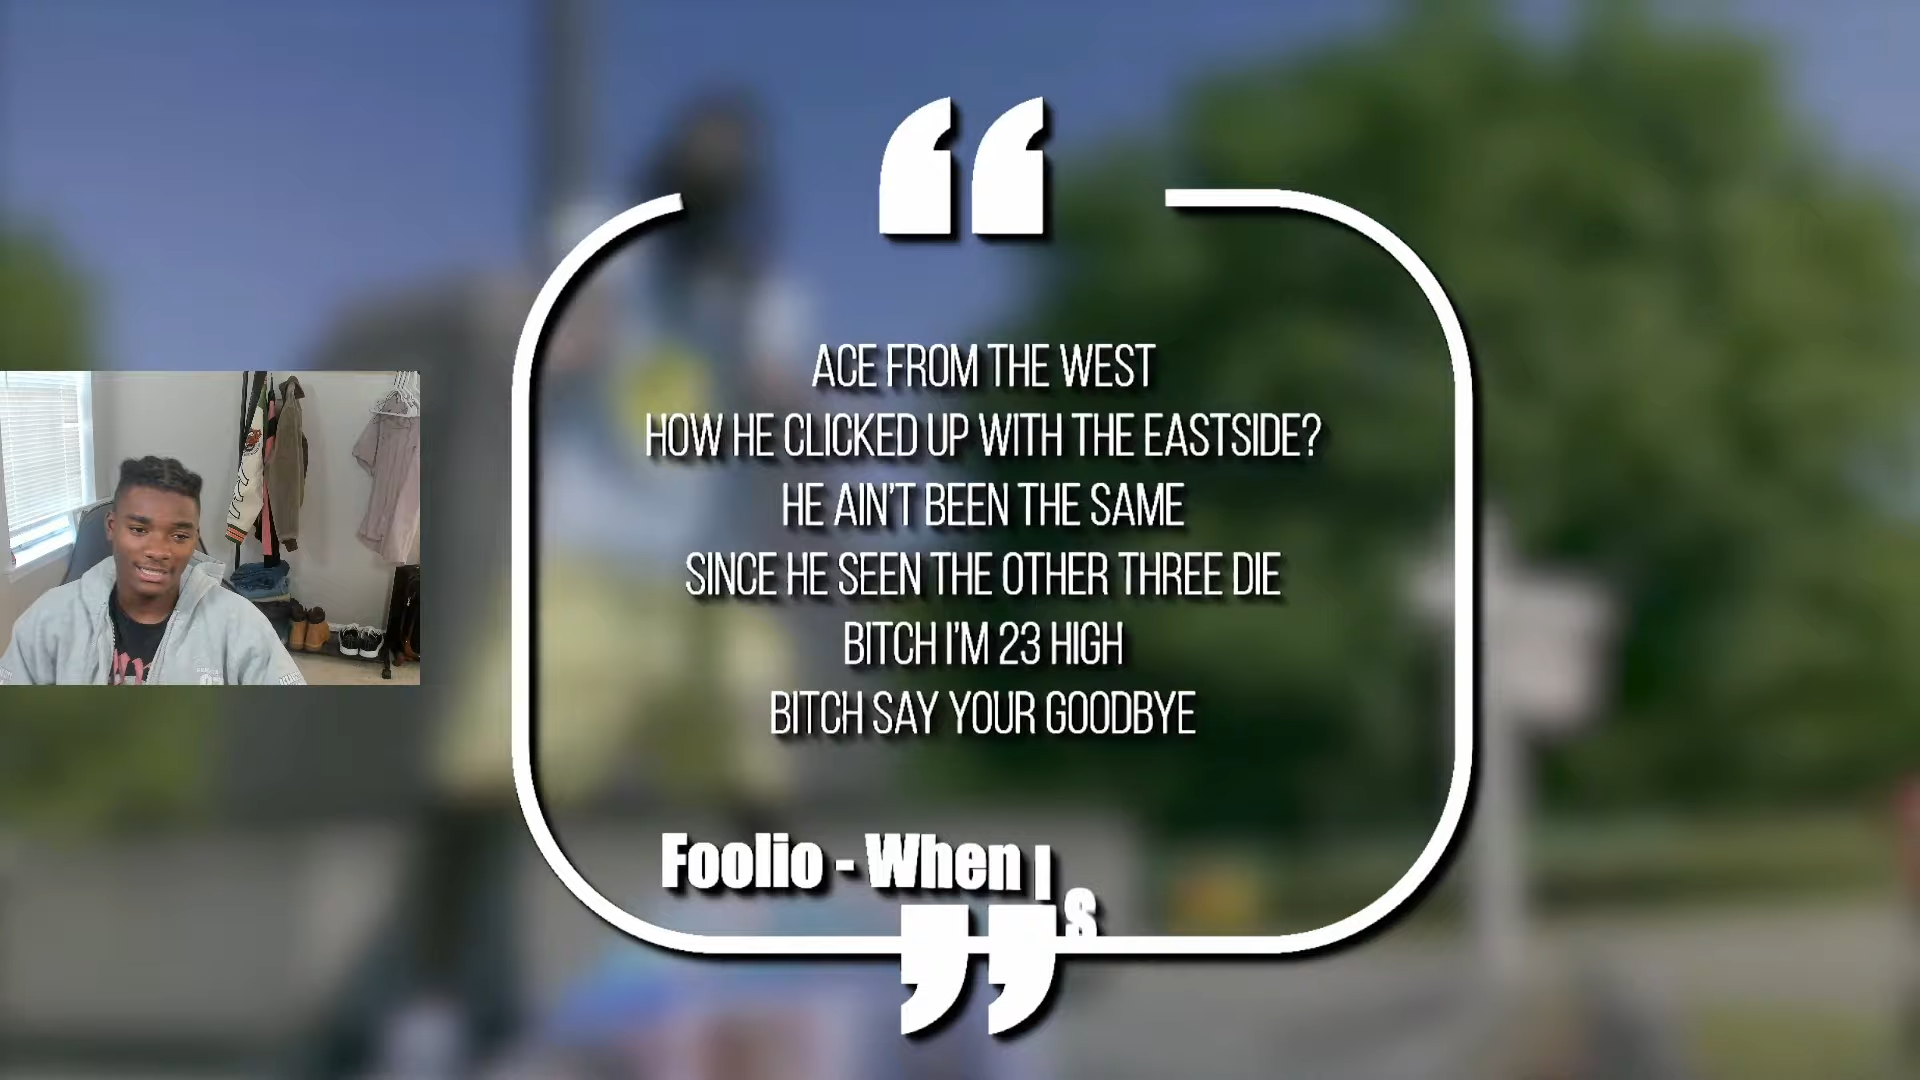 ACE FROM THE WEST
HOW HE CLICKED UP WITH THE EASTSIDE?
HE AIN'T BEEN THE SAME
SINCE HE SEEN THE OTHER THREE DIE
BITCH I'M 23 HIGH
BITCH SAY YOUR GOODBYE
Foolio - When I S